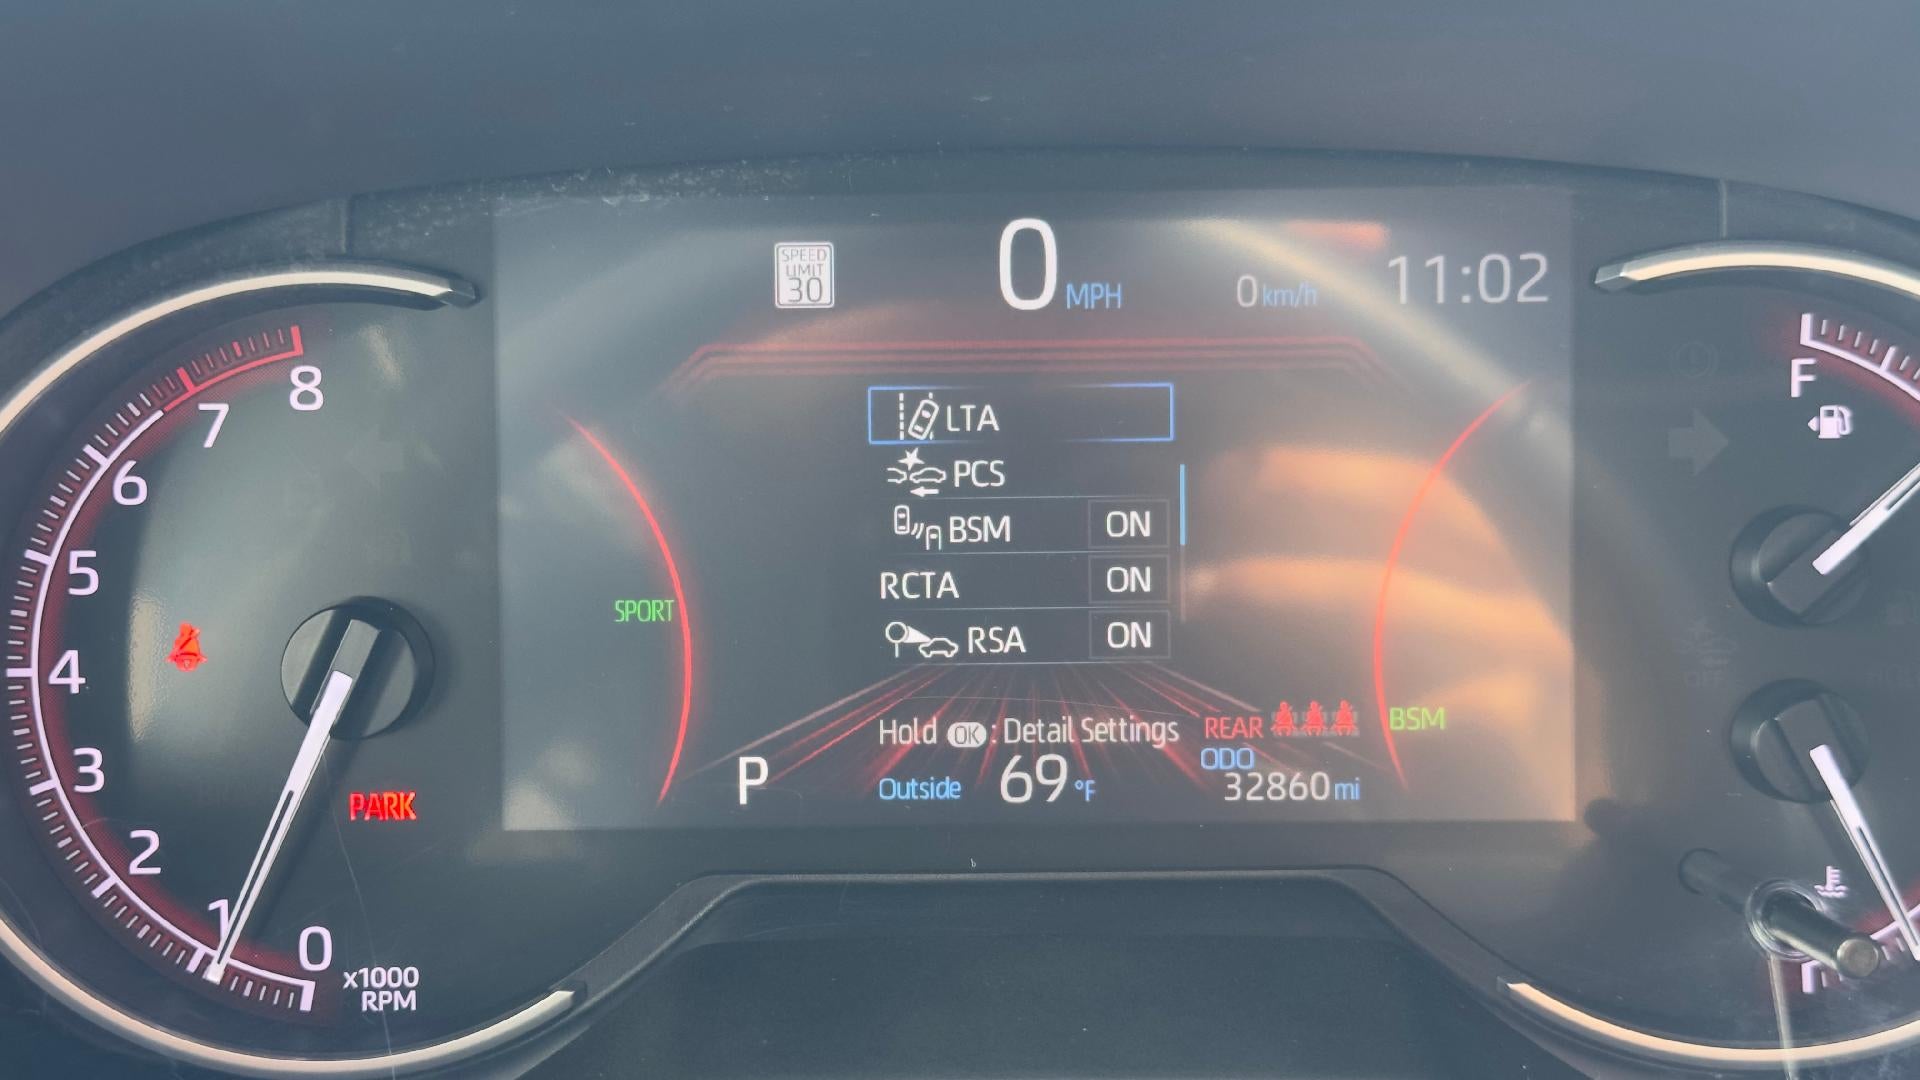 SPEED
LIMIT
30
0 MPH
0 km/h
11:02
8
7
6
5
4
3
2
1
0
x1000
RPM
PARK
SPORT
LTA
PCS
BSM ON
RCTA ON
RSA ON
Hold OK : Detail Settings
REAR
BSM
P
Outside 69 °F
ODO
32860 mi
F